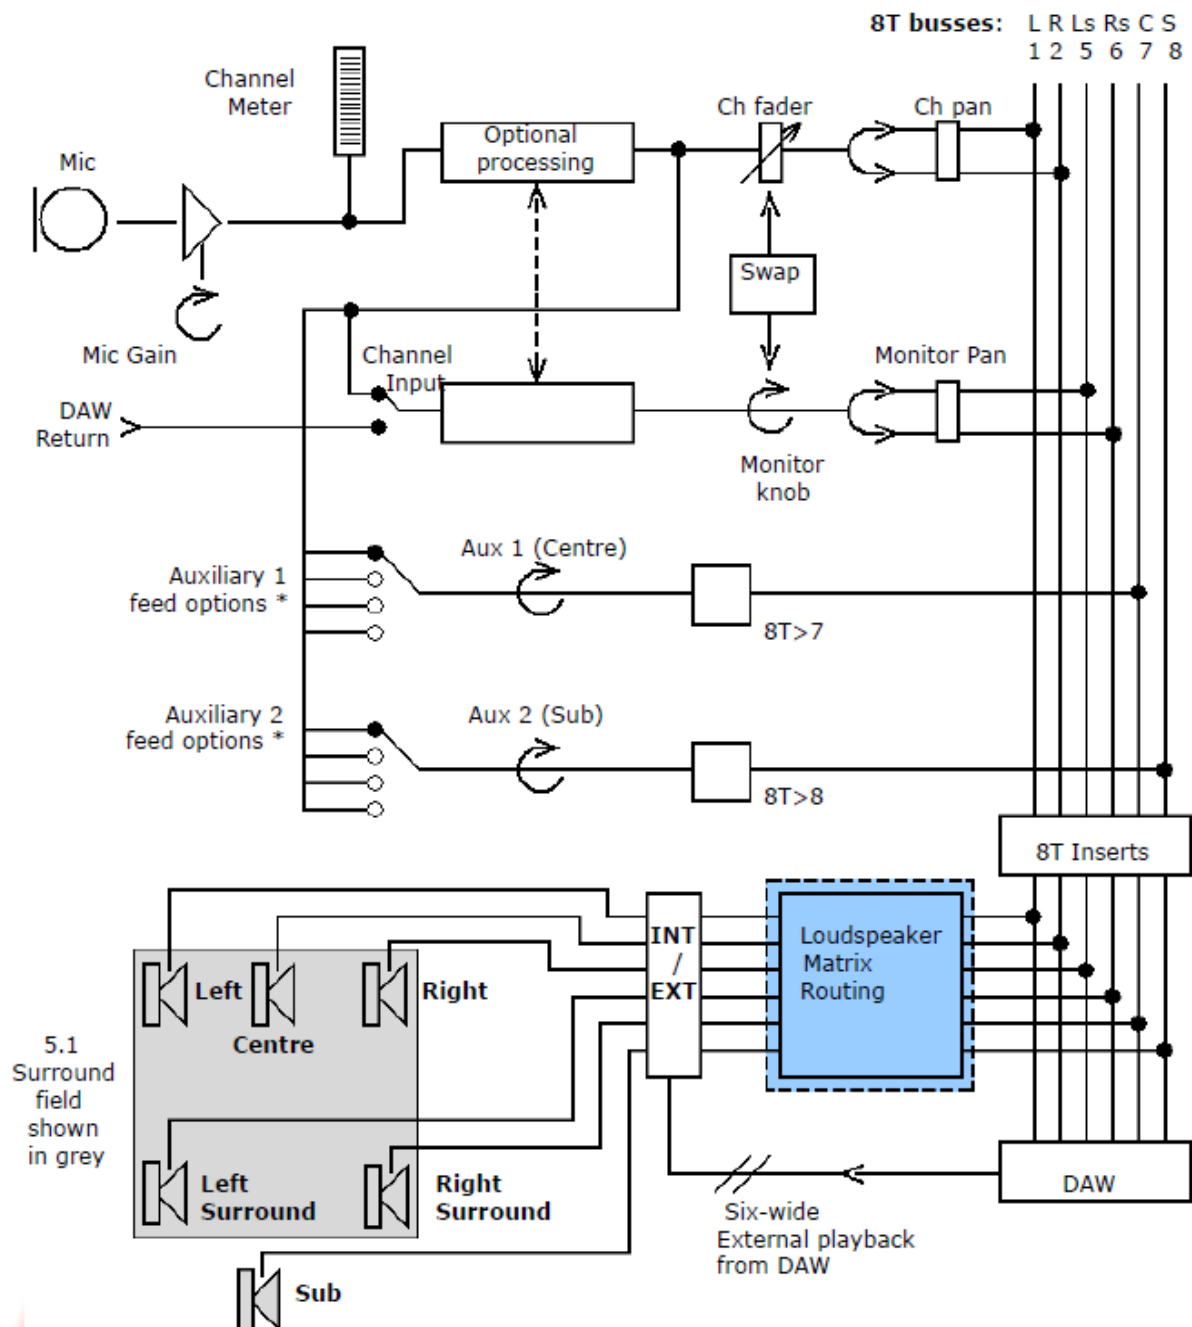 8T busses: L R Ls Rs C S
1 2 5 6 7 8
Channel
Meter
Ch fader
Ch pan
Optional
processing
Mic
Swap
Mic Gain
Channel
Input
Monitor Pan
DAW
Return
Monitor
knob
Aux 1 (Centre)
Auxiliary 1
feed options *
8T>7
Auxiliary 2
feed options *
Aux 2 (Sub)
8T>8
8T Inserts
INT
/
EXT
Loudspeaker
Matrix
Routing
Left
Right
Centre
5.1
Surround
field
shown
in grey
Left
Surround
Right
Surround
DAW
Six-wide
External playback
from DAW
Sub